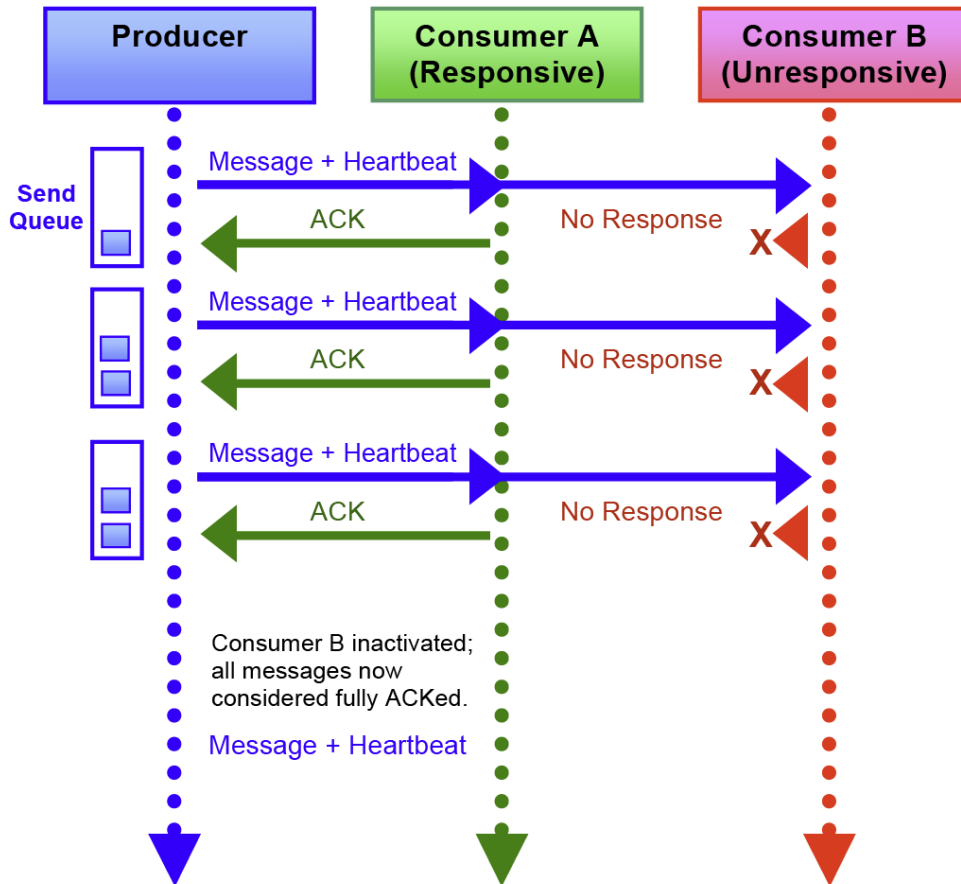 Producer
Consumer A
(Responsive)
Consumer B
(Unresponsive)
Send
Queue
Message + Heartbeat
ACK
No Response
X
Message + Heartbeat
ACK
No Response
X
Message + Heartbeat
ACK
No Response
X
Consumer B inactivated;
all messages now
considered fully ACKed.
Message + Heartbeat